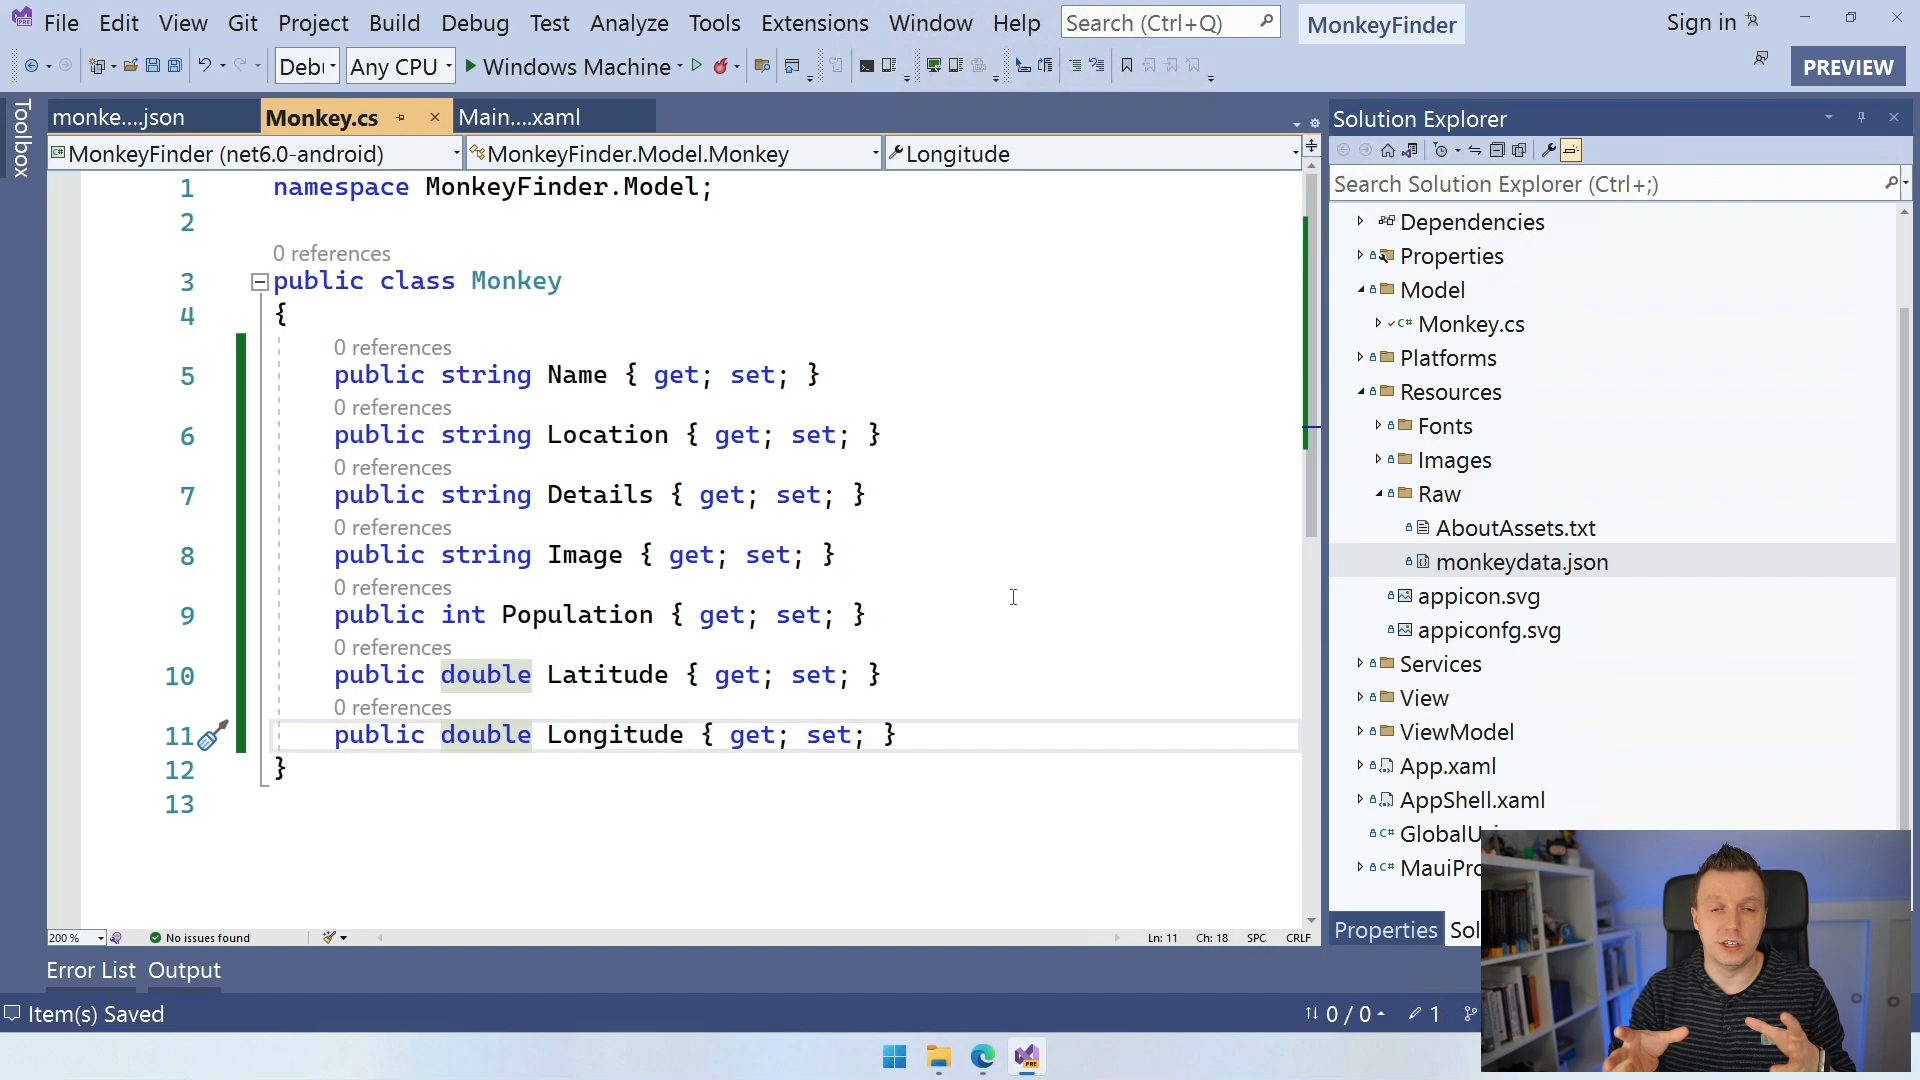 File Edit View Git Project Build Debug Test Analyze Tools Extensions Window Help Search (Ctrl+Q) MonkeyFinder Sign in
Debu Any CPU Windows Machine PREVIEW
Toolbox
monke....json Monkey.cs Main....xaml
MonkeyFinder (net6.0-android) MonkeyFinder.Model.Monkey Longitude
1 namespace MonkeyFinder.Model;
2
0 references
3 public class Monkey
4 {
0 references
5 public string Name { get; set; }
0 references
6 public string Location { get; set; }
0 references
7 public string Details { get; set; }
0 references
8 public string Image { get; set; }
0 references
9 public int Population { get; set; }
0 references
10 public double Latitude { get; set; }
0 references
11 public double Longitude { get; set; }
12 }
13
200 % No issues found Ln: 11 Ch: 18 SPC CRLF
Error List Output
Item(s) Saved 0 / 0 1
Solution Explorer
Search Solution Explorer (Ctrl+;)
Dependencies
Properties
Model
C# Monkey.cs
Platforms
Resources
Fonts
Images
Raw
AboutAssets.txt
monkeydata.json
appicon.svg
appiconfg.svg
Services
View
ViewModel
App.xaml
AppShell.xaml
C# GlobalU
C# MauiPro
Properties Sol